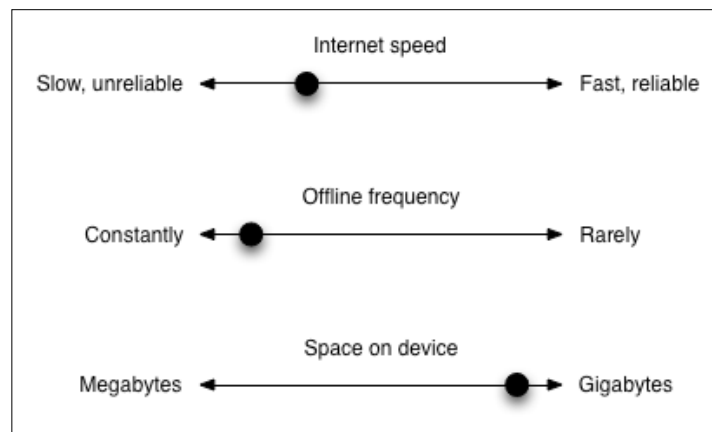 Internet speed
Slow, unreliable Fast, reliable
Offline frequency
Constantly Rarely
Space on device
Megabytes Gigabytes